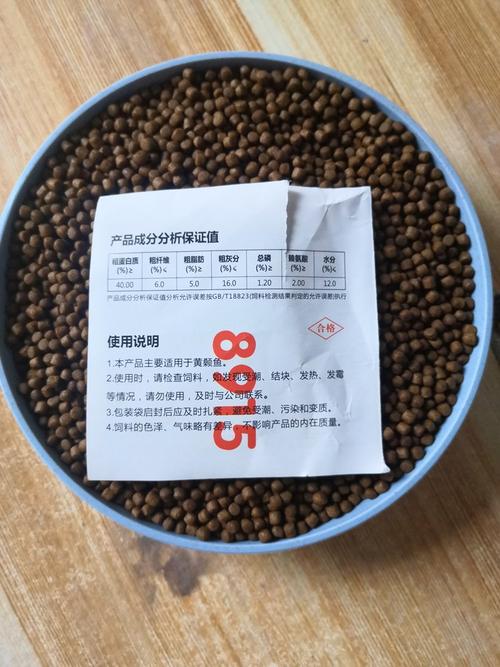 产品成分分析保证值
粗蛋白质 粗纤维 粗脂肪 粗灰分 总磷 赖氨酸 水分
(%)≥ (%)≤ (%)≥ (%)≤ (%)≥ (%)≥ (%)≤
40.00 6.0 5.0 16.0 1.20 2.00 12.0
产品成分分析保证值分析允许误差按GB/T18823(饲料检测结果判定的允许误差)执行
合格
使用说明
1.本产品主要适用于黄颡鱼。
2.使用时，请检查饲料，如发现受潮、结块、发热、发霉
等情况，请勿使用，及时与公司联系。
3.包装袋启封后应及时扎紧，避免受潮、污染和变质。
4.饲料的色泽、气味略有差异，不影响产品的内在质量。
8975